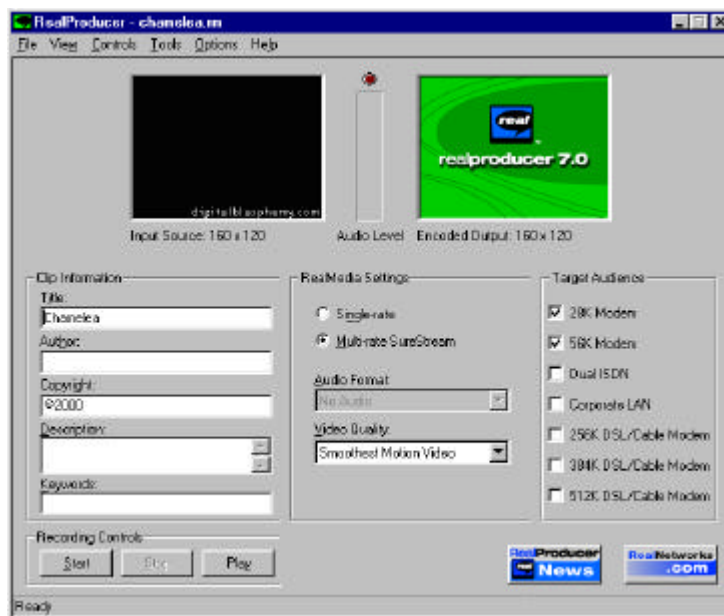 RealProducer - chamelea.rm
File View Controls Tools Options Help
digitalblasphemy.com
real
realproducer 7.0
Input Source: 160 x 120
Audio Level
Encoded Output: 160 x 120
Clip Information
Title:
Chamelea
Author:
Copyright:
©2000
Description:
Keywords:
RealMedia Settings
Single-rate
Multi-rate SureStream
Audio Format
No Audio
Video Quality:
Smoothest Motion Video
Target Audience
28K Modem
56K Modem
Dual ISDN
Corporate LAN
256K DSL/Cable Modem
384K DSL/Cable Modem
512K DSL/Cable Modem
Recording Controls
Start
Stop
Play
RealProducer
News
RealNetworks
.com
Ready